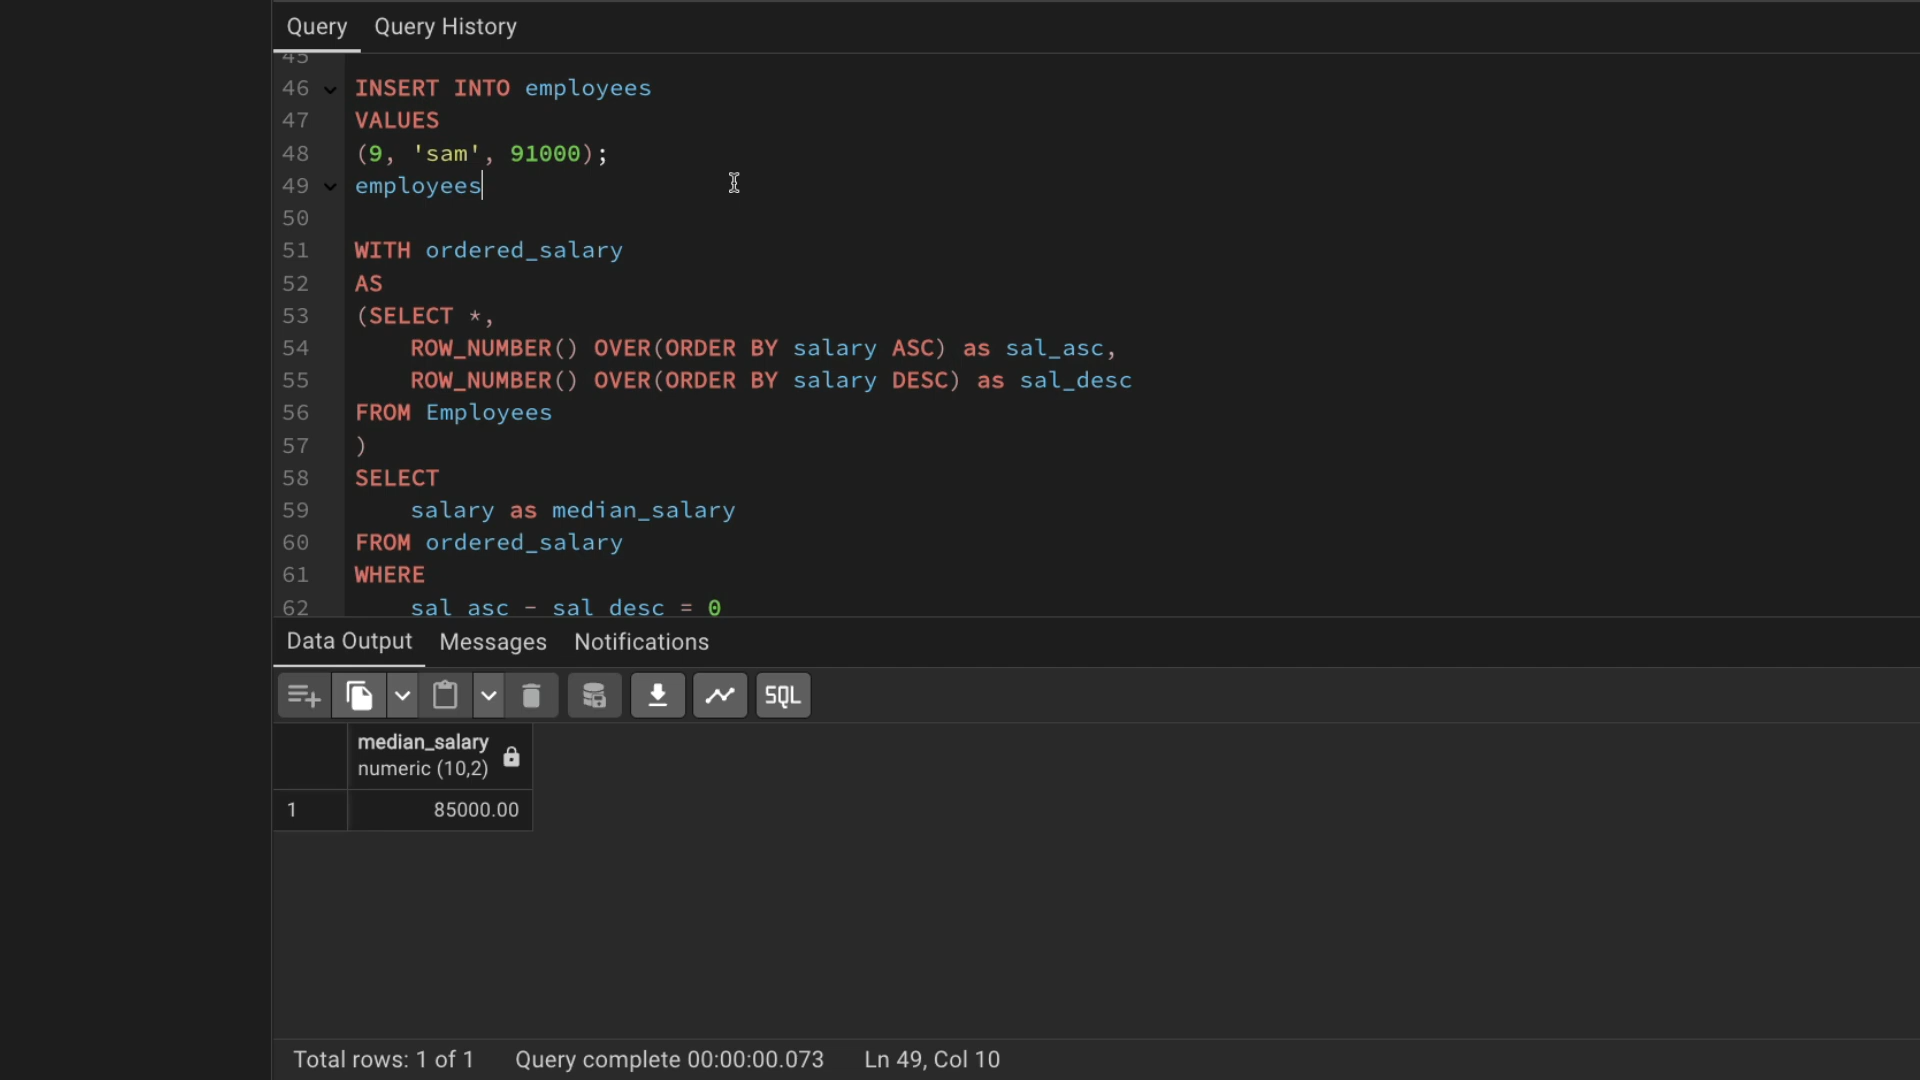 Query Query History
45
46 INSERT INTO employees
47 VALUES
48 (9, 'sam', 91000);
49 employees
50
51 WITH ordered_salary
52 AS
53 (SELECT *,
54 ROW_NUMBER() OVER(ORDER BY salary ASC) as sal_asc,
55 ROW_NUMBER() OVER(ORDER BY salary DESC) as sal_desc
56 FROM Employees
57 )
58 SELECT
59 salary as median_salary
60 FROM ordered_salary
61 WHERE
62 sal_asc - sal_desc = 0
Data Output Messages Notifications
SQL
median_salary
numeric (10,2)
1 85000.00
Total rows: 1 of 1 Query complete 00:00:00.073 Ln 49, Col 10